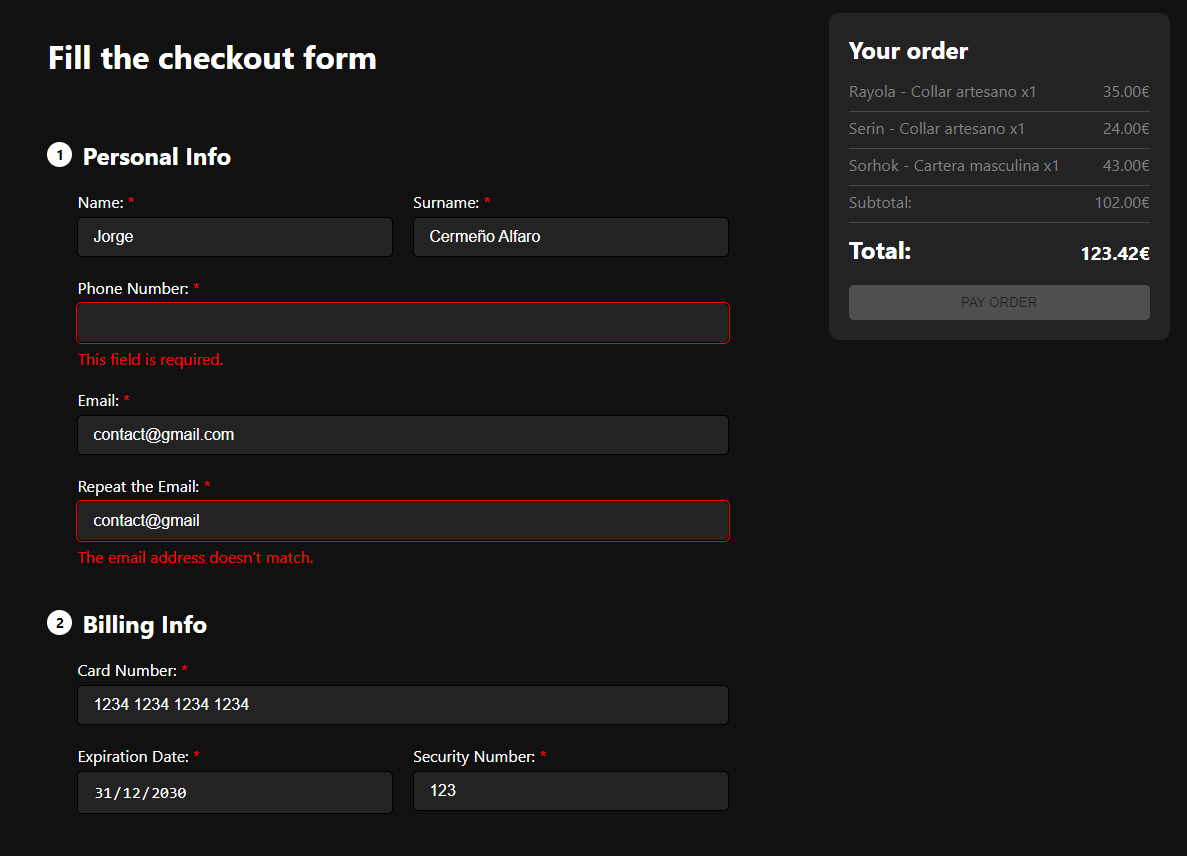 Fill the checkout form
1 Personal Info
Name: * Surname: *
Jorge Cermeño Alfaro
Phone Number: *
This field is required.
Email: *
contact@gmail.com
Repeat the Email: *
contact@gmail
The email address doesn't match.
2 Billing Info
Card Number: *
1234 1234 1234 1234
Expiration Date: * Security Number: *
31/12/2030 123
Your order
Rayola - Collar artesano x1 35.00€
Serin - Collar artesano x1 24.00€
Sorhok - Cartera masculina x1 43.00€
Subtotal: 102.00€
Total: 123.42€
PAY ORDER